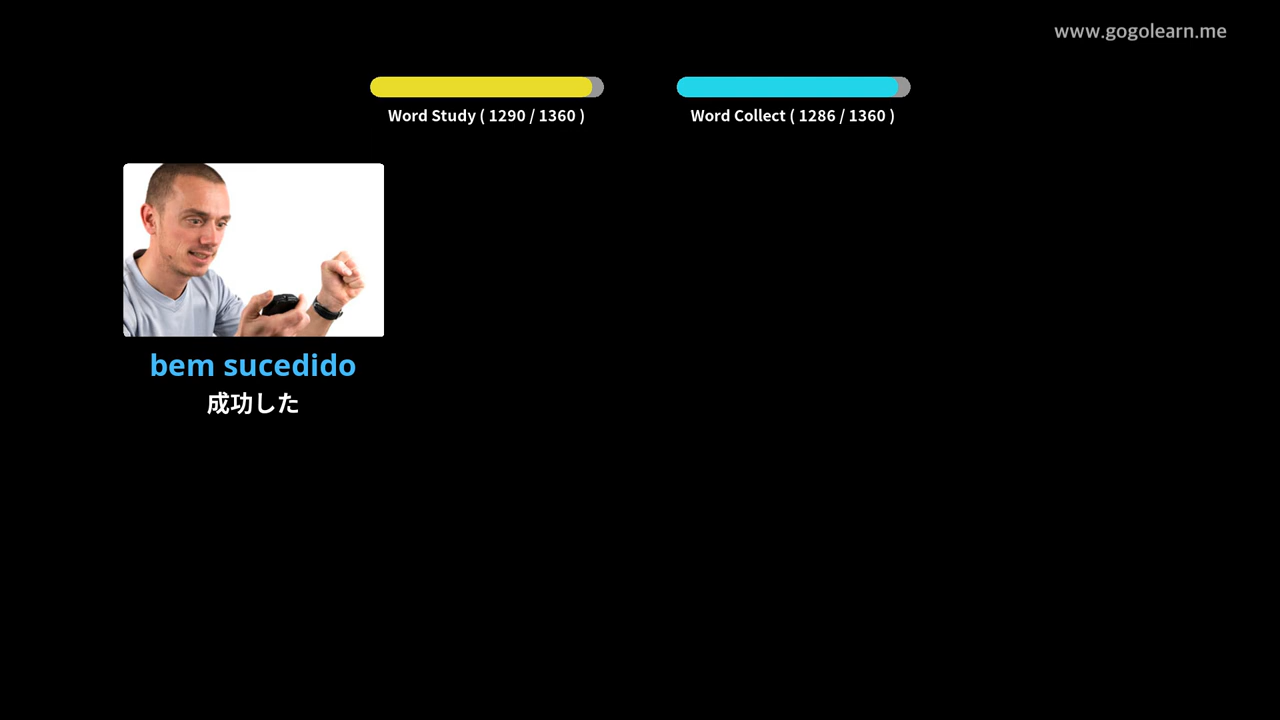 www.gogolearn.me
Word Study ( 1290 / 1360 )
Word Collect ( 1286 / 1360 )
bem sucedido
成功した